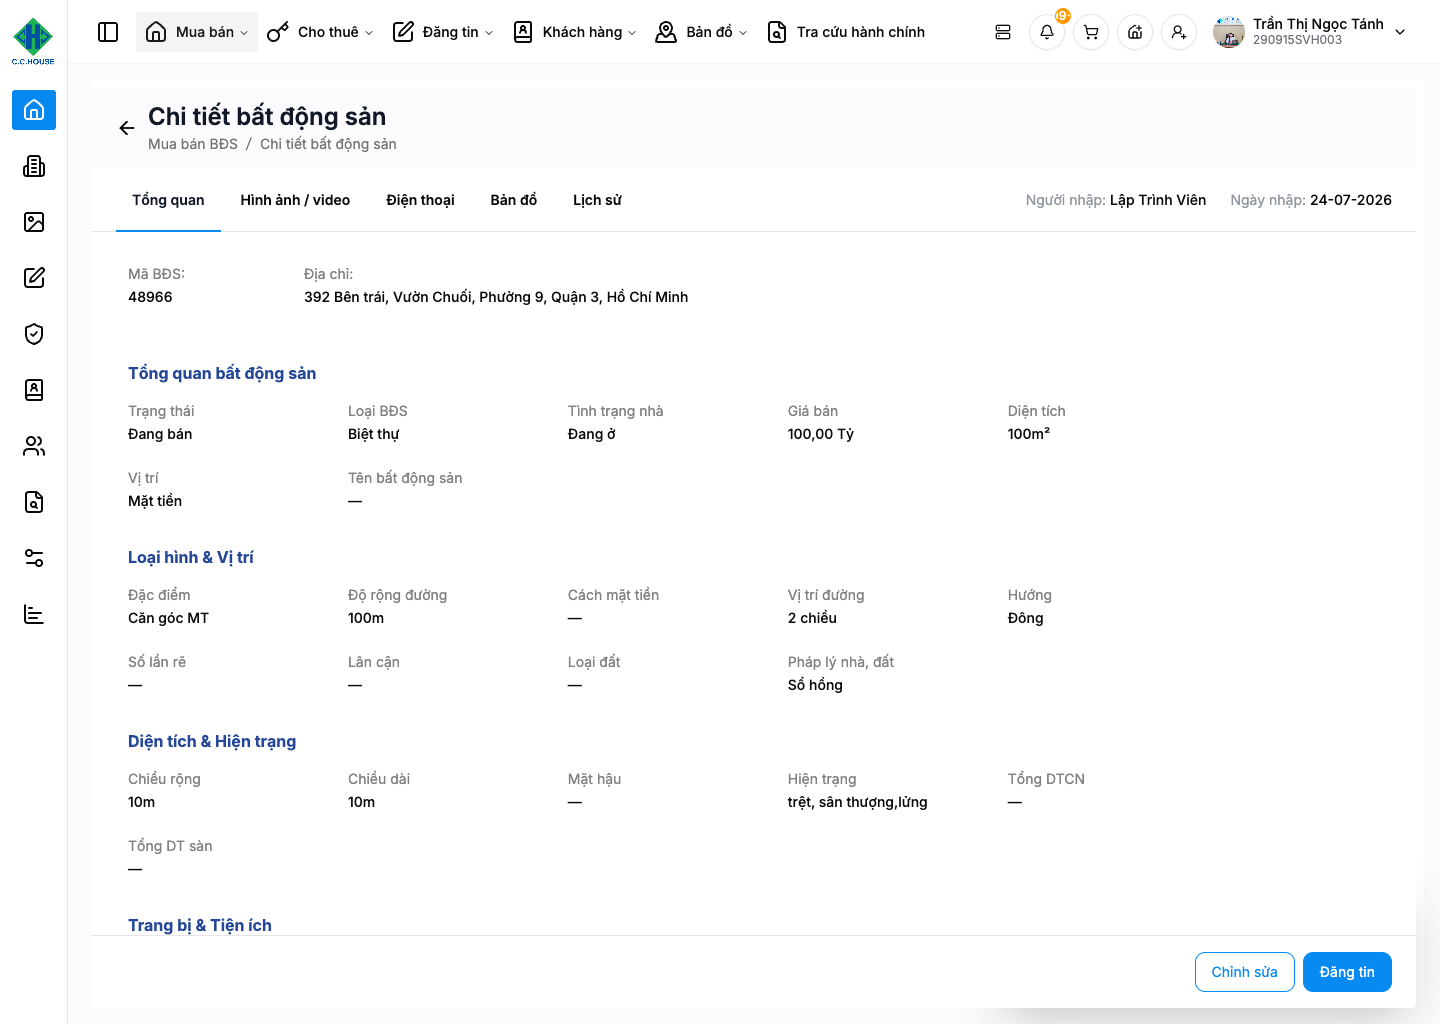 C.C.HOUSE
Mua bán
Cho thuê
Đăng tin
Khách hàng
Bản đồ
Tra cứu hành chính
Trần Thị Ngọc Tánh
290915SVH003
Chi tiết bất động sản
Mua bán BĐS / Chi tiết bất động sản
Tổng quan
Hình ảnh / video
Điện thoại
Bản đồ
Lịch sử
Người nhập: Lập Trình Viên
Ngày nhập: 24-07-2026
Mã BĐS:
48966
Địa chỉ:
392 Bên trái, Vườn Chuối, Phường 9, Quận 3, Hồ Chí Minh
Tổng quan bất động sản
Trạng thái
Đang bán
Loại BĐS
Biệt thự
Tình trạng nhà
Đang ở
Giá bán
100,00 Tỷ
Diện tích
100m²
Vị trí
Mặt tiền
Tên bất động sản
—
Loại hình & Vị trí
Đặc điểm
Căn góc MT
Độ rộng đường
100m
Cách mặt tiền
—
Vị trí đường
2 chiều
Hướng
Đông
Số lần rẽ
—
Lân cận
—
Loại đất
—
Pháp lý nhà, đất
Sổ hồng
Diện tích & Hiện trạng
Chiều rộng
10m
Chiều dài
10m
Mặt hậu
—
Hiện trạng
trệt, sân thượng,lửng
Tổng DTCN
—
Tổng DT sàn
—
Trang bị & Tiện ích
Chỉnh sửa
Đăng tin